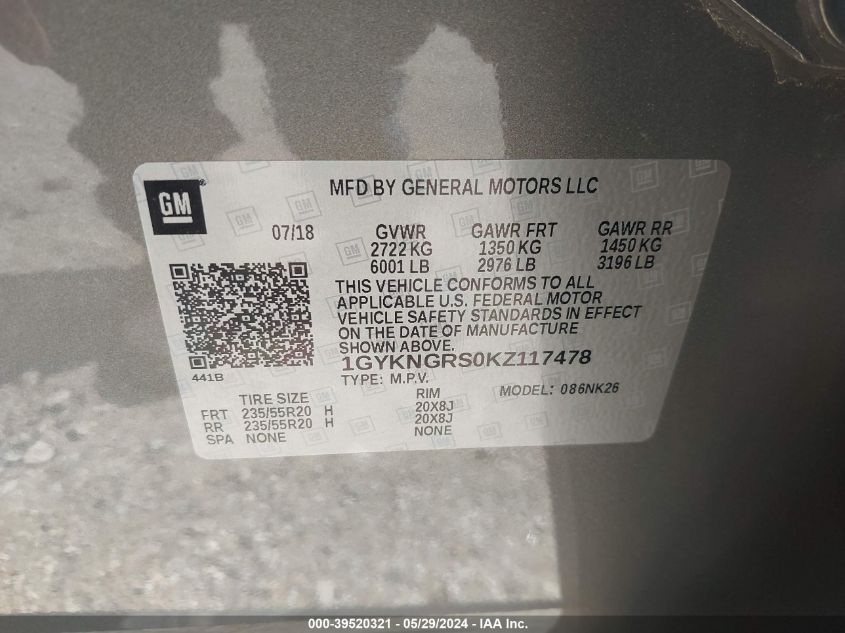 GM ®
MFD BY GENERAL MOTORS LLC
07/18 GVWR GAWR FRT GAWR RR
2722 KG 1350 KG 1450 KG
6001 LB 2976 LB 3196 LB
THIS VEHICLE CONFORMS TO ALL
APPLICABLE U.S. FEDERAL MOTOR
VEHICLE SAFETY STANDARDS IN EFFECT
ON THE DATE OF MANUFACTURE
SHOWN ABOVE.
1GYKNGRS0KZ117478
441B TYPE: M.P.V. MODEL: 086NK26
TIRE SIZE RIM
FRT 235/55R20 H 20X8J
RR 235/55R20 H 20X8J
SPA NONE NONE
000-39520321 - 05/29/2024 - IAA Inc.